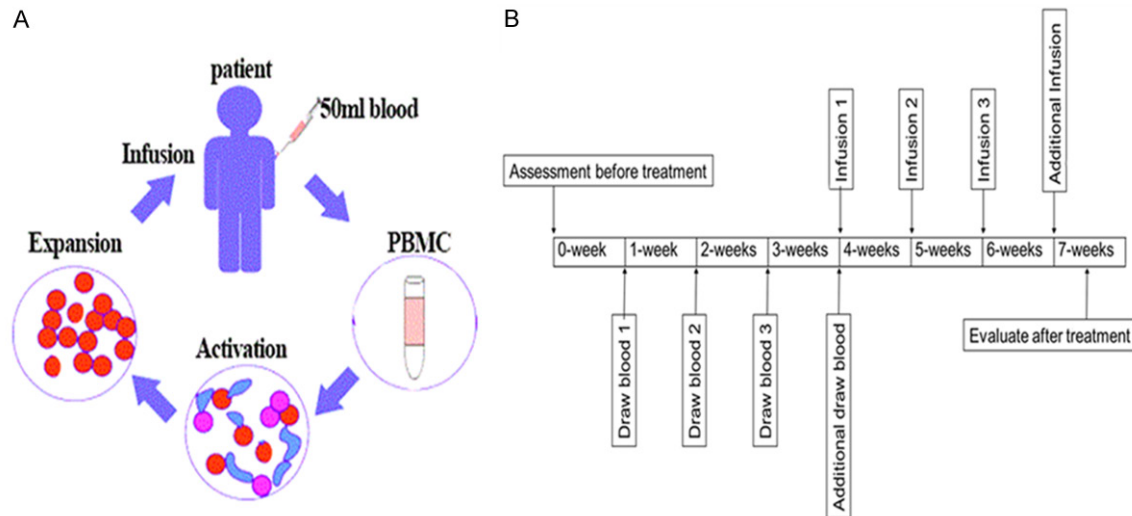 A
patient
50ml blood
Infusion
PBMC
Expansion
Activation
B
Assessment before treatment
Infusion 1
Infusion 2
Infusion 3
Additional Infusion
0-week 1-week 2-weeks 3-weeks 4-weeks 5-weeks 6-weeks 7-weeks
Draw blood 1
Draw blood 2
Draw blood 3
Additional draw blood
Evaluate after treatment